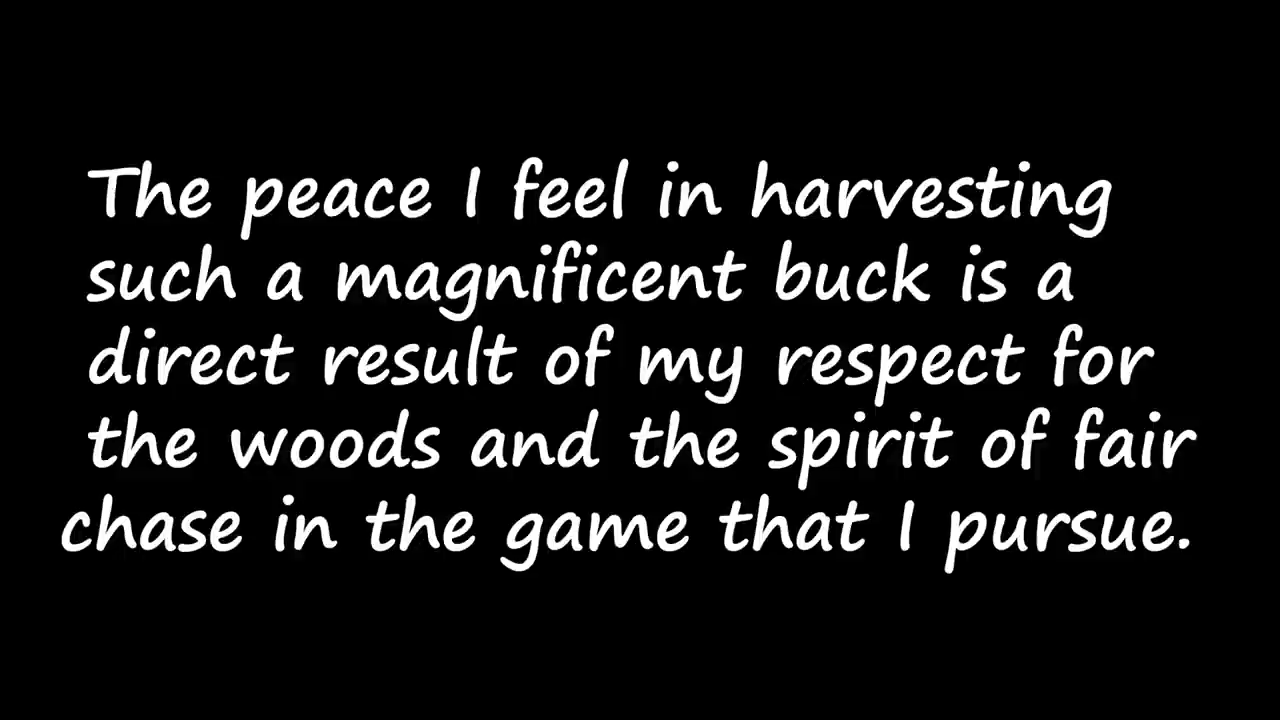 The peace I feel in harvesting
such a magnificent buck is a
direct result of my respect for
the woods and the spirit of fair
chase in the game that I pursue.